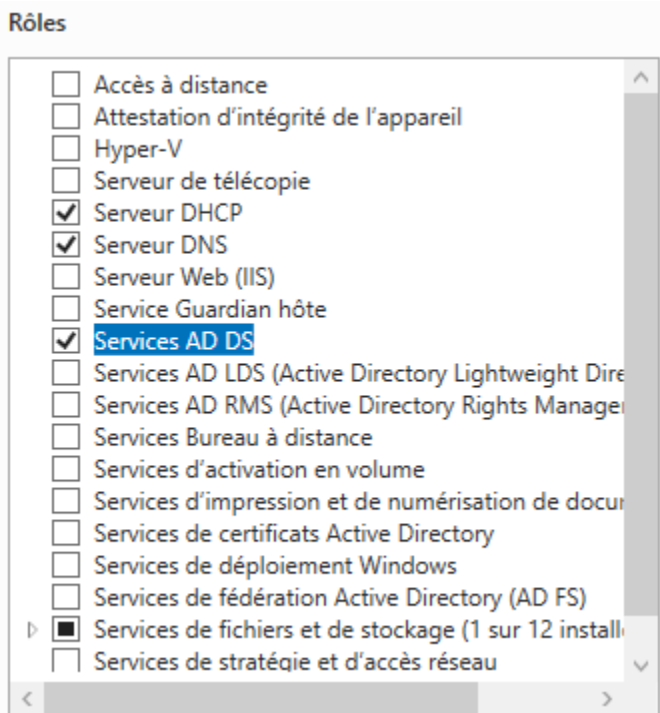 Rôles
Accès à distance
Attestation d’intégrité de l’appareil
Hyper-V
Serveur de télécopie
Serveur DHCP
Serveur DNS
Serveur Web (IIS)
Service Guardian hôte
Services AD DS
Services AD LDS (Active Directory Lightweight Dire
Services AD RMS (Active Directory Rights Manager
Services Bureau à distance
Services d’activation en volume
Services d’impression et de numérisation de docur
Services de certificats Active Directory
Services de déploiement Windows
Services de fédération Active Directory (AD FS)
Services de fichiers et de stockage (1 sur 12 install
Services de stratégie et d’accès réseau